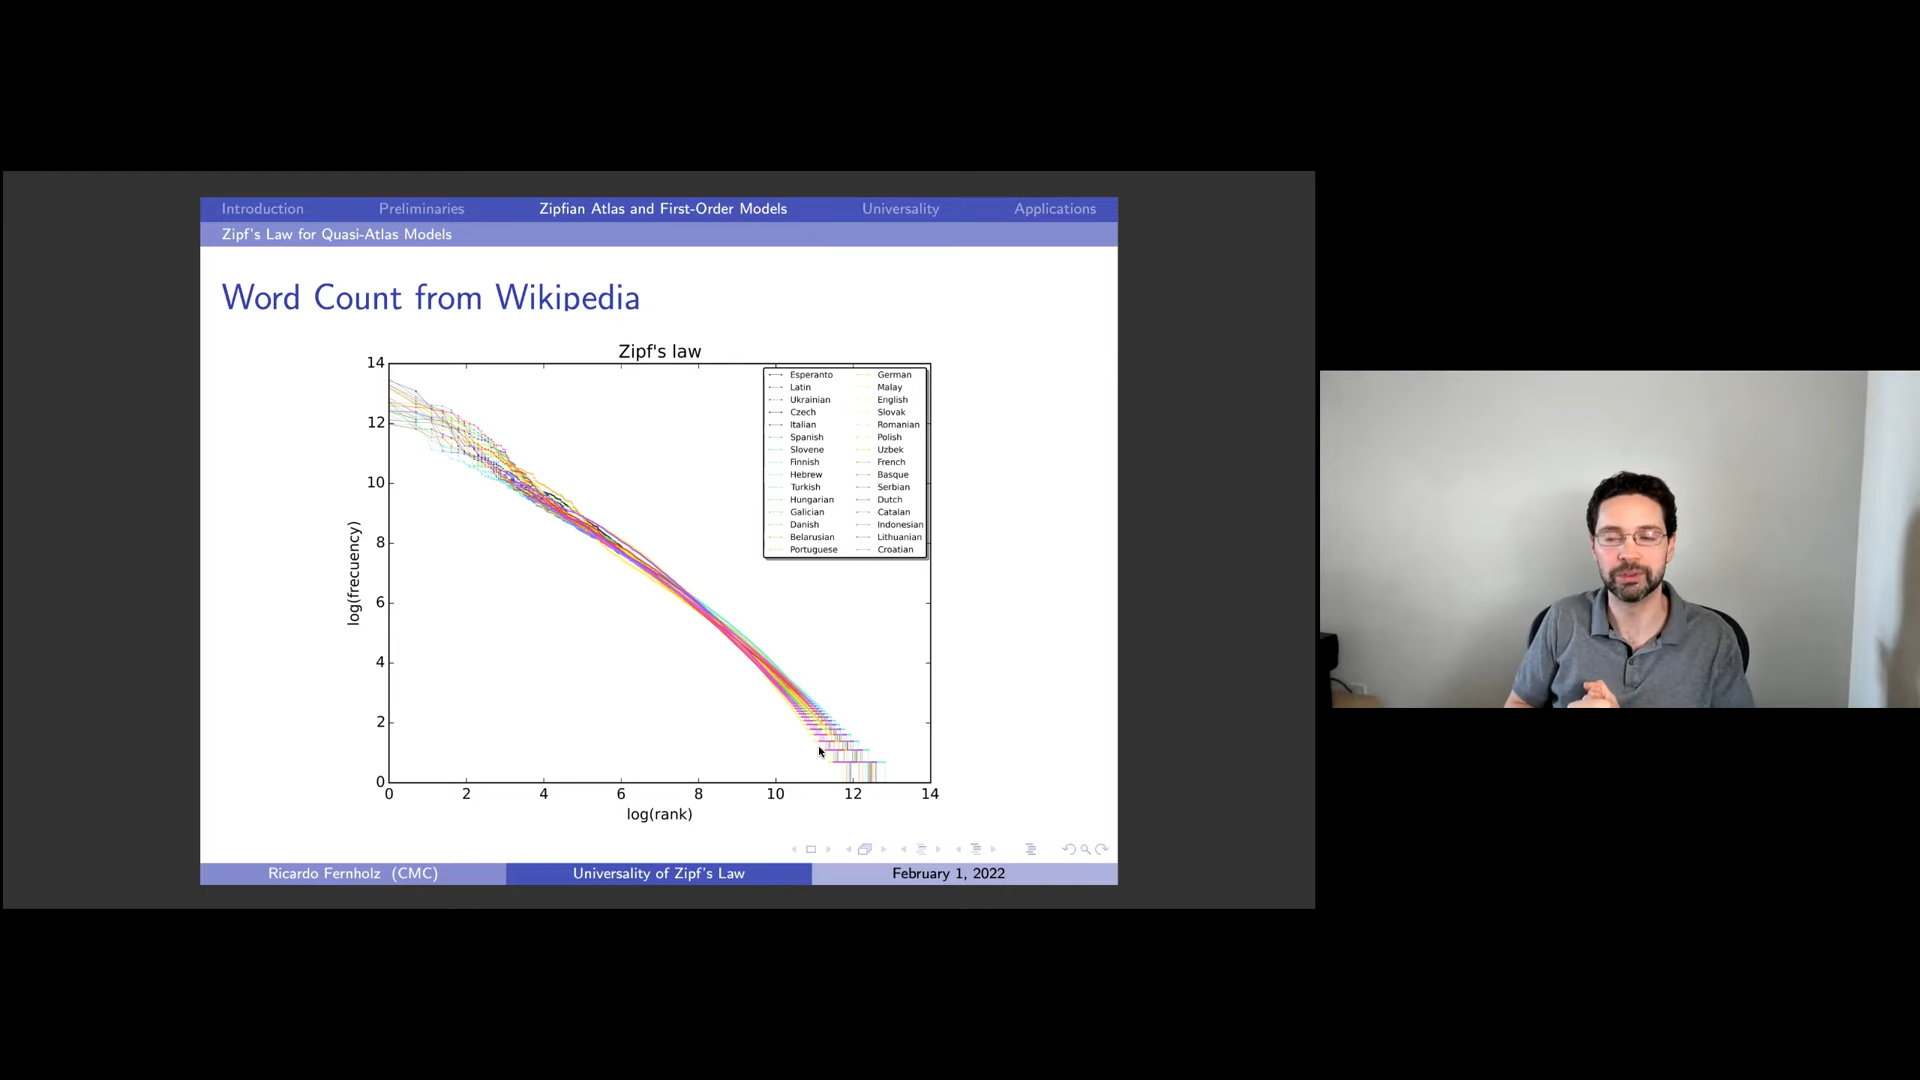 Introduction Preliminaries Zipfian Atlas and First-Order Models Universality Applications
Zipf's Law for Quasi-Atlas Models
Word Count from Wikipedia
Zipf's law
14
12
10
8
6
4
2
0
log(frecuency)
Esperanto German
Latin Malay
Ukrainian English
Czech Slovak
Italian Romanian
Spanish Polish
Slovene Uzbek
Finnish French
Hebrew Basque
Turkish Serbian
Hungarian Dutch
Galician Catalan
Danish Indonesian
Belarusian Lithuanian
Portuguese Croatian
0 2 4 6 8 10 12 14
log(rank)
Ricardo Fernholz (CMC) Universality of Zipf's Law February 1, 2022